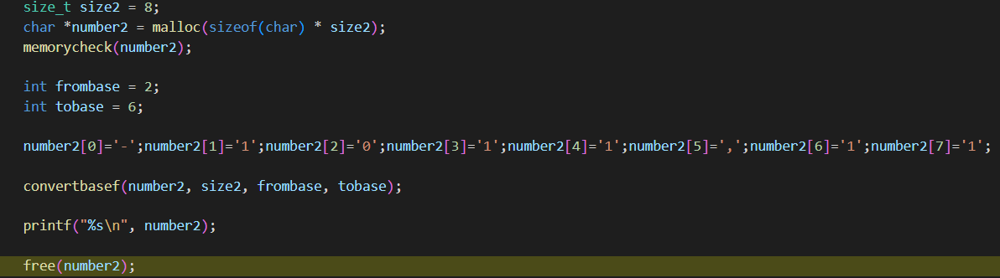 size_t size2 = 8;
char *number2 = malloc(sizeof(char) * size2);
memorycheck(number2);
int frombase = 2;
int tobase = 6;
number2[0]='-';number2[1]='1';number2[2]='0';number2[3]='1';number2[4]='1';number2[5]=',';number2[6]='1';number2[7]='1';
convertbasef(number2, size2, frombase, tobase);
printf("%s\n", number2);
free(number2);